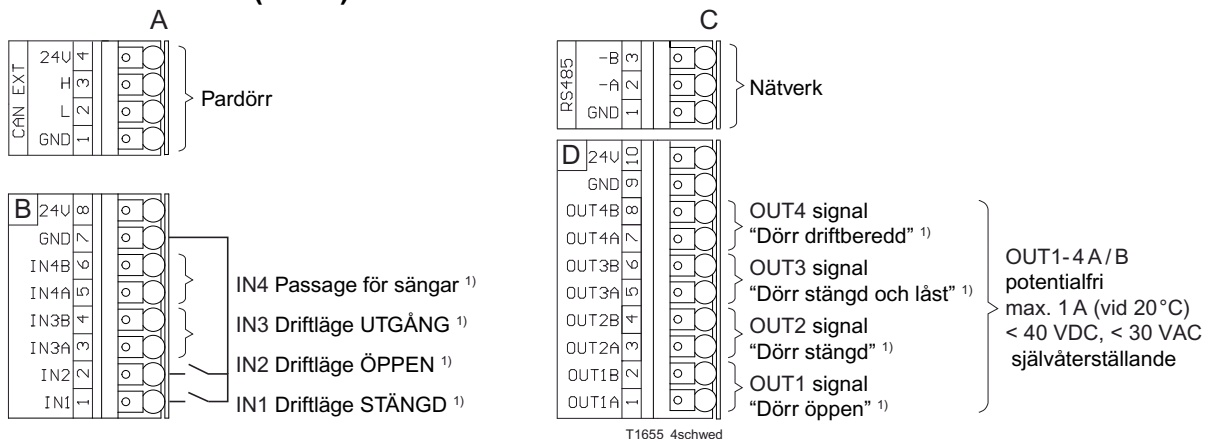 A
CAN EXT
24V 4
H 3
L 2
GND 1
Pardörr
B
24V 8
GND 7
IN4B 6
IN4A 5
IN3B 4
IN3A 3
IN2 2
IN1 1
IN4 Passage för sängar 1)
IN3 Driftläge UTGÅNG 1)
IN2 Driftläge ÖPPEN 1)
IN1 Driftläge STÄNGD 1)
C
RS485
-B 3
-A 2
GND 1
Nätverk
D
24V 10
GND 9
OUT4B 8
OUT4A 7
OUT3B 6
OUT3A 5
OUT2B 4
OUT2A 3
OUT1B 2
OUT1A 1
OUT4 signal
“Dörr driftberedd” 1)
OUT3 signal
“Dörr stängd och låst” 1)
OUT2 signal
“Dörr stängd” 1)
OUT1 signal
“Dörr öppen” 1)
OUT1-4 A/B
potentialfri
max. 1 A (vid 20°C)
< 40 VDC, < 30 VAC
självåterställande
T1655_4schwed